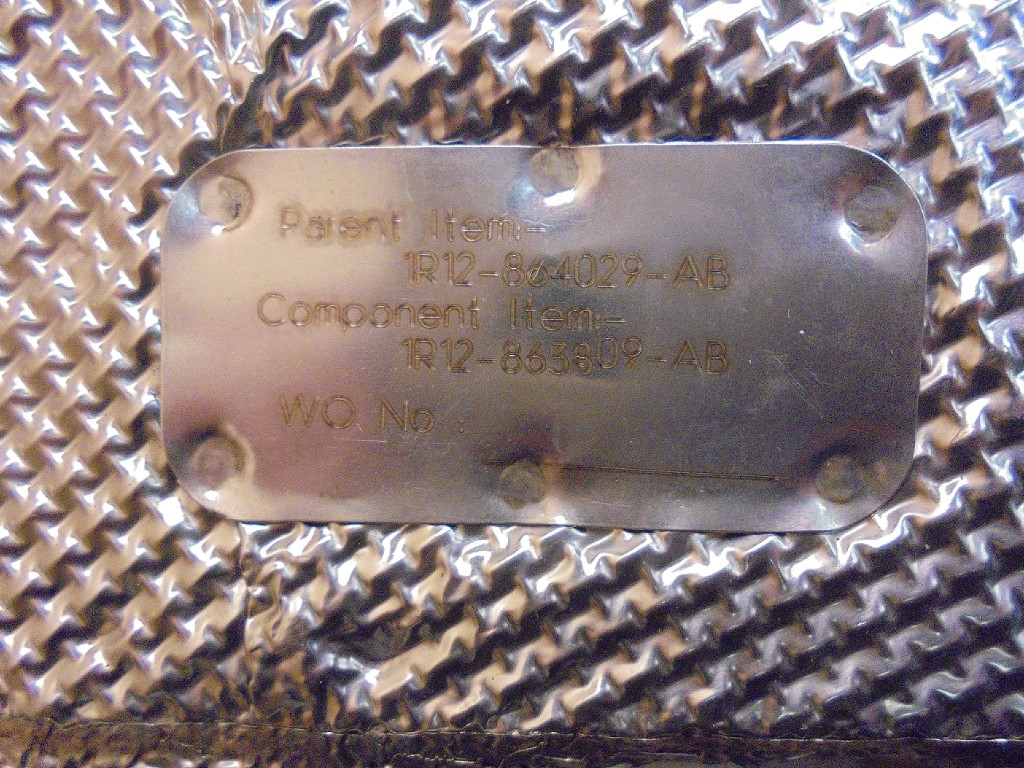 Parent Item:-
1R12-864029-AB
Component Item:-
1R12-863809-AB
WO No :